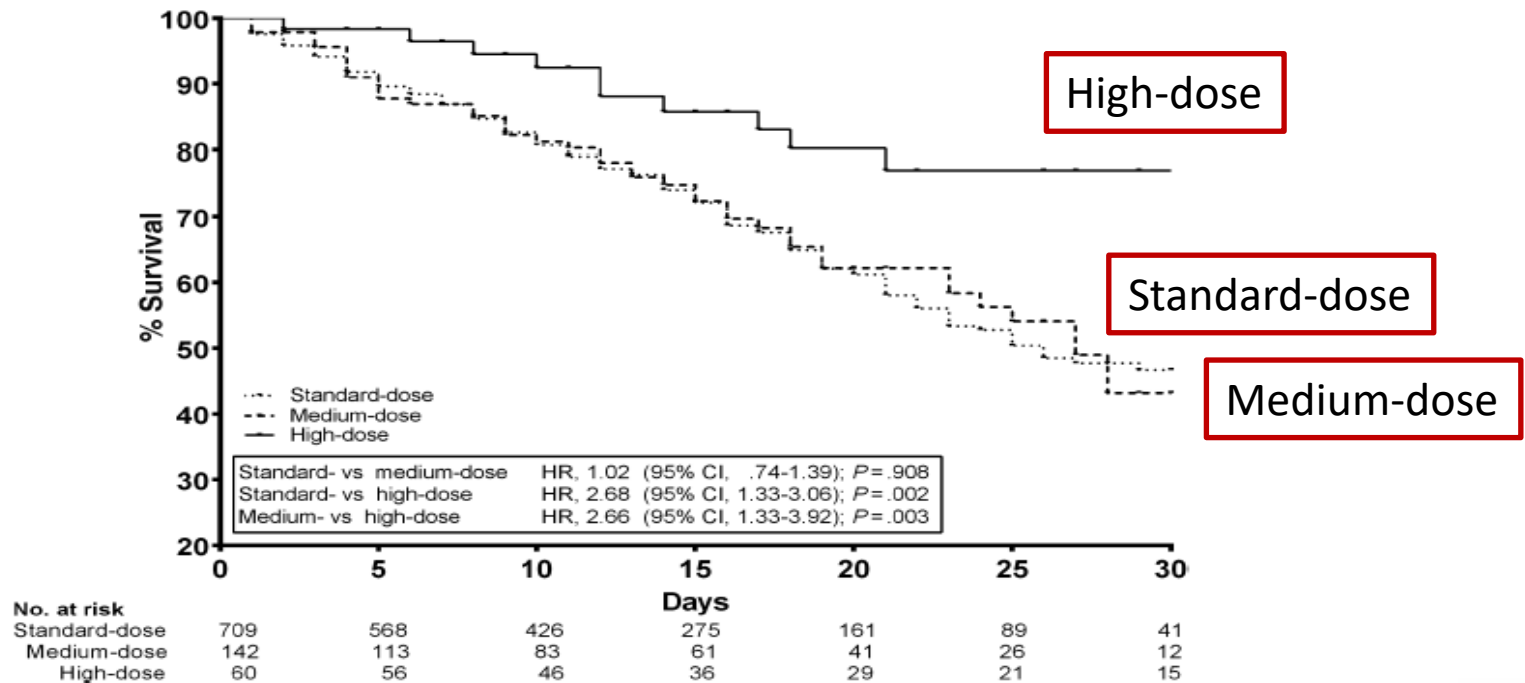 100
90
80
70
60
50
40
30
20
% Survival
High-dose
Standard-dose
Medium-dose
Standard-dose
Medium-dose
High-dose
Standard- vs medium-dose HR, 1.02 (95% CI, .74-1.39); P=.908
Standard- vs high-dose HR, 2.68 (95% CI, 1.33-3.06); P=.002
Medium- vs high-dose HR, 2.66 (95% CI, 1.33-3.92); P=.003
0 5 10 15 20 25 30
Days
No. at risk
Standard-dose 709 568 426 275 161 89 41
Medium-dose 142 113 83 61 41 26 12
High-dose 60 56 46 36 29 21 15